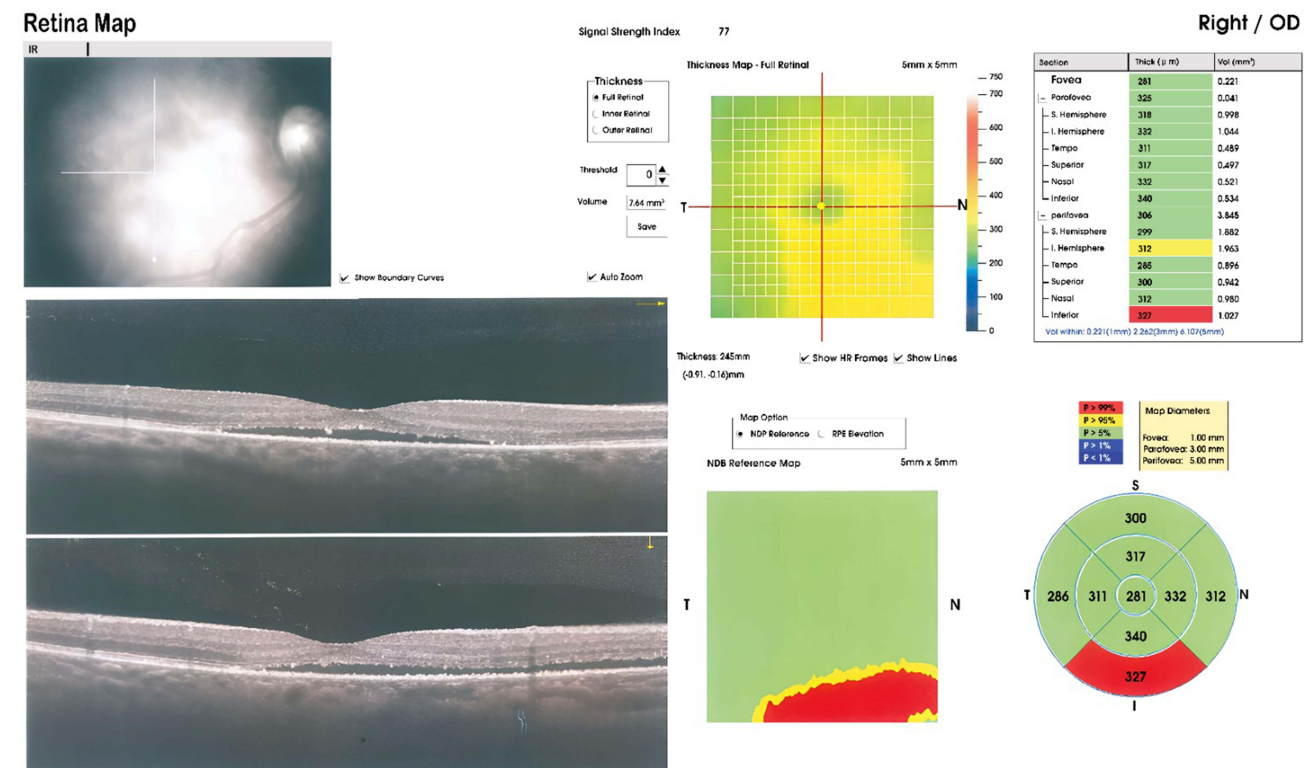 Retina Map
Right / OD
IR
Signal Strength Index 77
Thickness
Full Retinal
Inner Retinal
Outer Retinal
Threshold 0
Volume 7.64 mm³
Save
Show Boundary Curves
Auto Zoom
Thickness Map - Full Retinal 5mm x 5mm
T
N
750
700
600
500
400
300
200
100
0
Thickness: 245mm
(-0.91. -0.16)mm
Show HR Frames
Show Lines
Section Thick (μ m) Vol (mm³)
Fovea 281 0.221
Parafovea 325 0.041
S. Hemisphere 318 0.998
I. Hemisphere 332 1.044
Tempo 311 0.489
Superior 317 0.497
Nasal 332 0.521
Inferior 340 0.534
perifovea 306 3.845
S. Hemisphere 299 1.882
I. Hemisphere 312 1.963
Tempo 285 0.896
Superior 300 0.942
Nasal 312 0.980
Inferior 327 1.027
Vol within: 0.221(1mm) 2.262(3mm) 6.107(5mm)
Map Option
NDP Reference
RPE Elevation
NDB Reference Map 5mm x 5mm
T
N
P > 99%
P > 95%
P > 5%
P > 1%
P < 1%
Map Diameters
Fovea: 1.00 mm
Parafovea: 3.00 mm
Perifovea: 5.00 mm
S
300
317
T 286 311 281 332 312 N
340
327
I